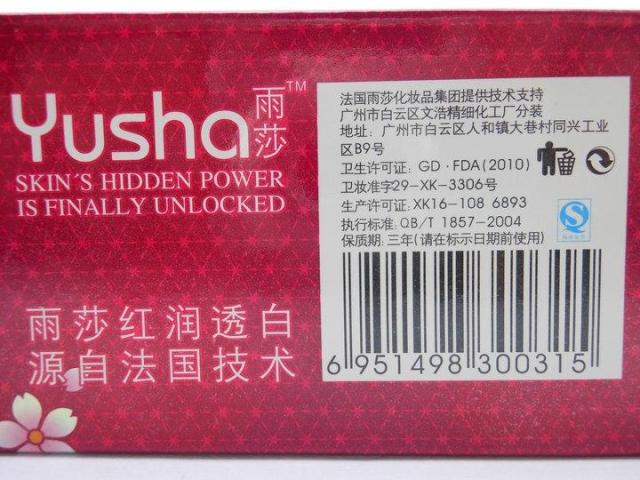 Yusha 雨莎™
SKIN'S HIDDEN POWER
IS FINALLY UNLOCKED
雨莎红润透白
源自法国技术
法国雨莎化妆品集团提供技术支持
广州市白云区文浩精细化工厂分装
地址: 广州市白云区人和镇大巷村同兴工业
区B9号
卫生许可证: GD·FDA(2010)
卫妆准字29-XK-3306号
生产许可证: XK16-108 6893
执行标准: QB/T 1857-2004
保质期: 三年(请在标示日期前使用)
6 951498 300315